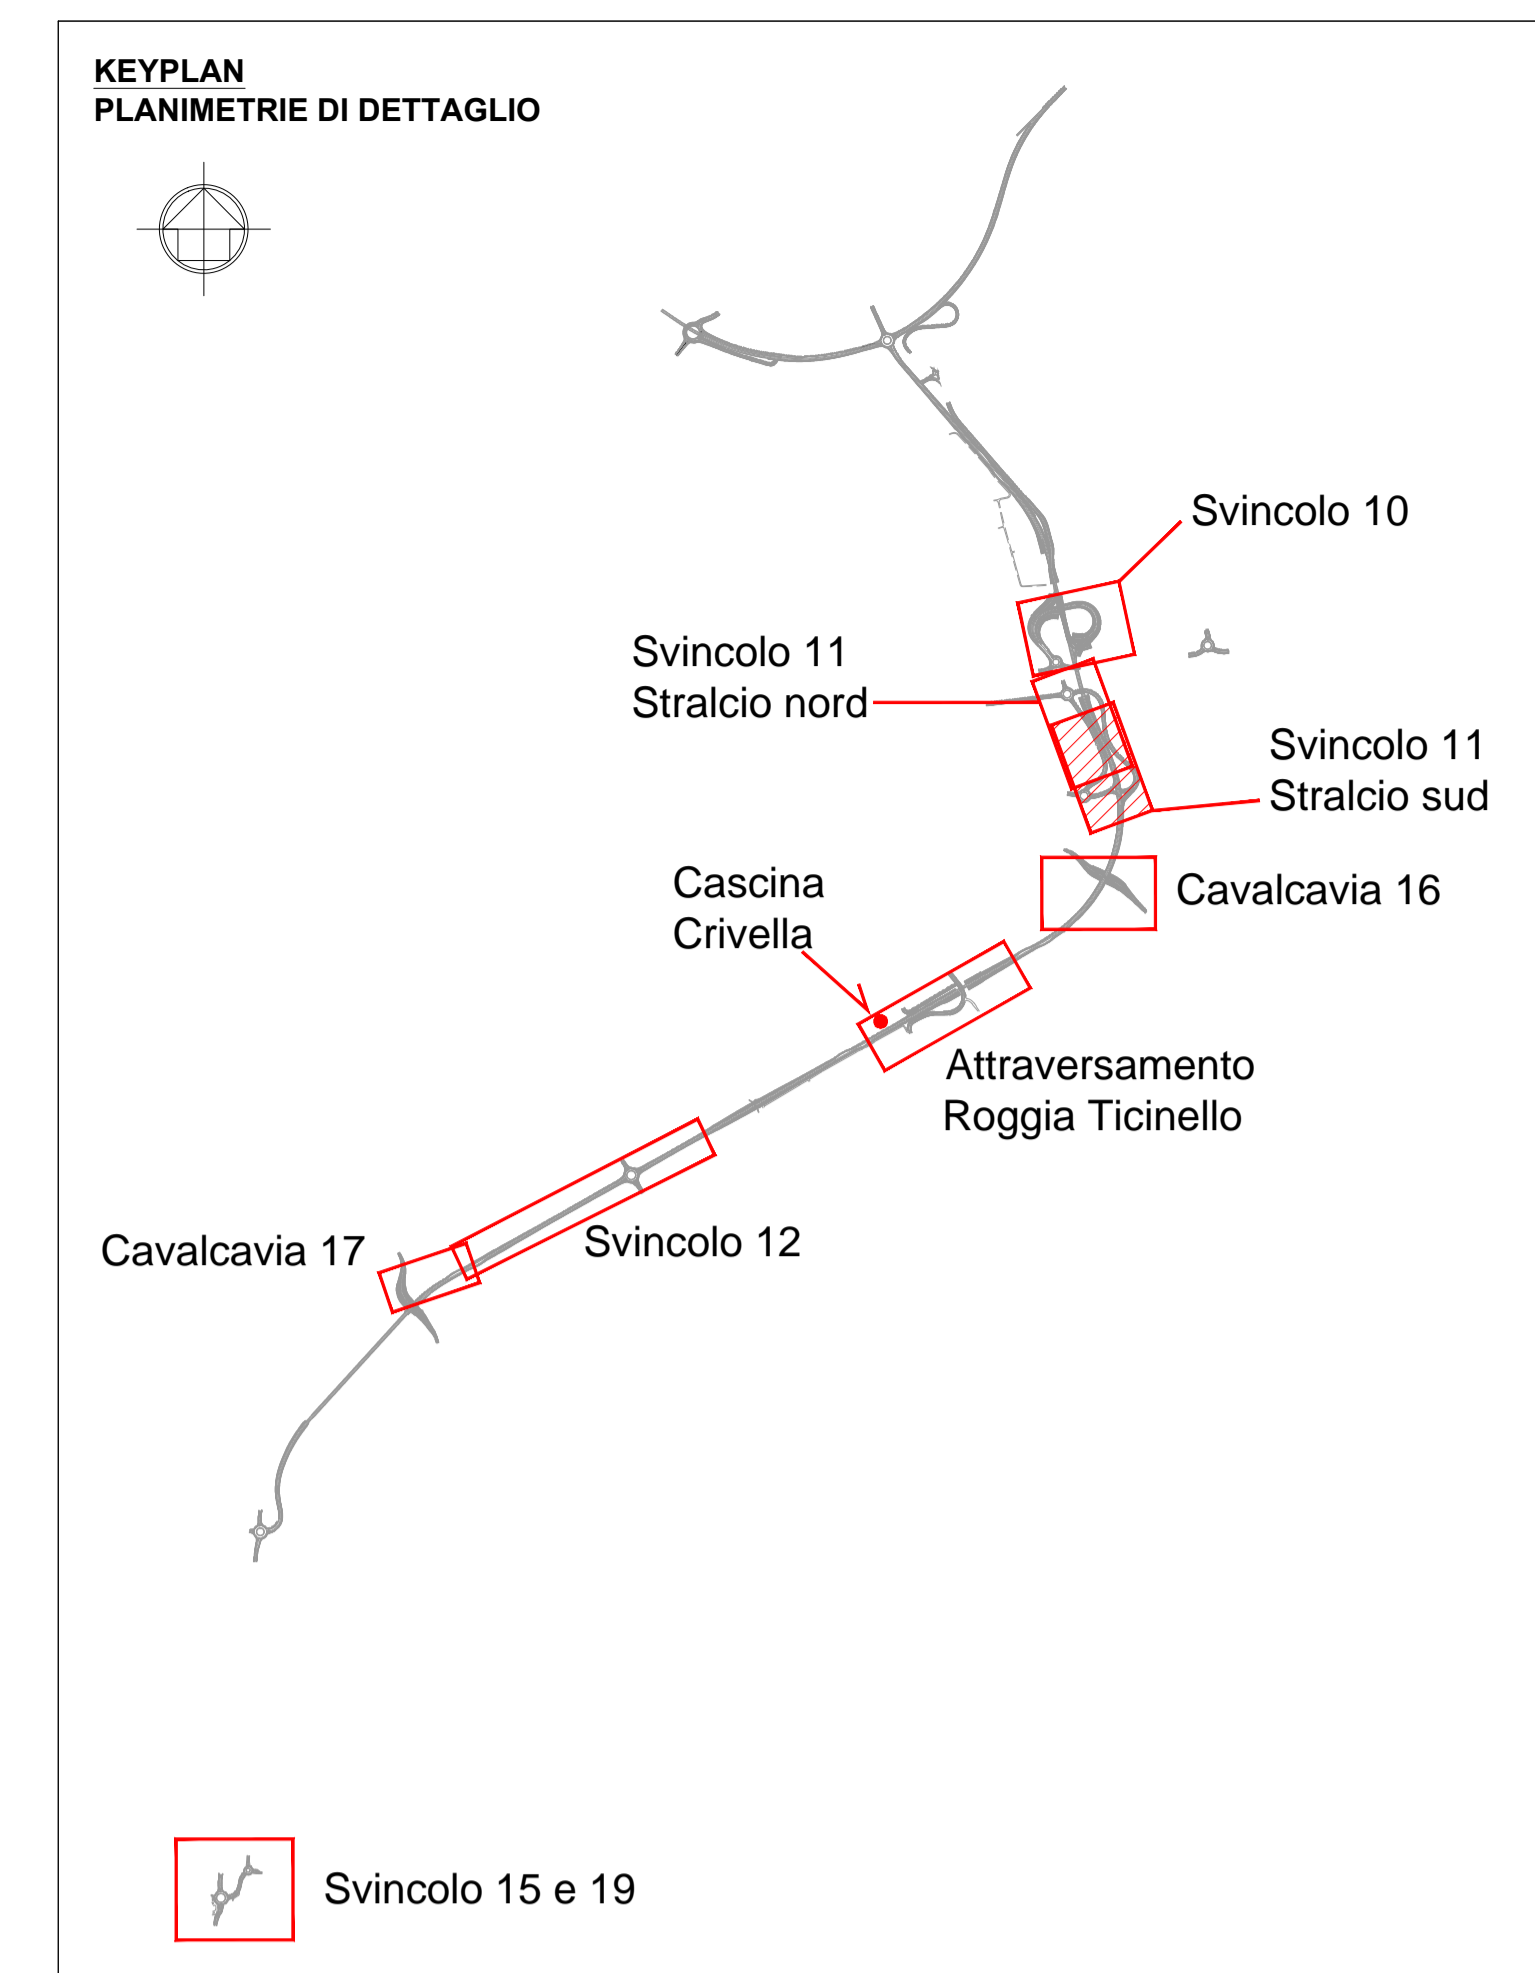 KEYPLAN
PLANIMETRIE DI DETTAGLIO
Svincolo 10
Svincolo 11
Stralcio nord
Svincolo 11
Stralcio sud
Cascina
Crivella
Cavalcavia 16
Attraversamento
Roggia Ticinello
Cavalcavia 17
Svincolo 12
Svincolo 15 e 19